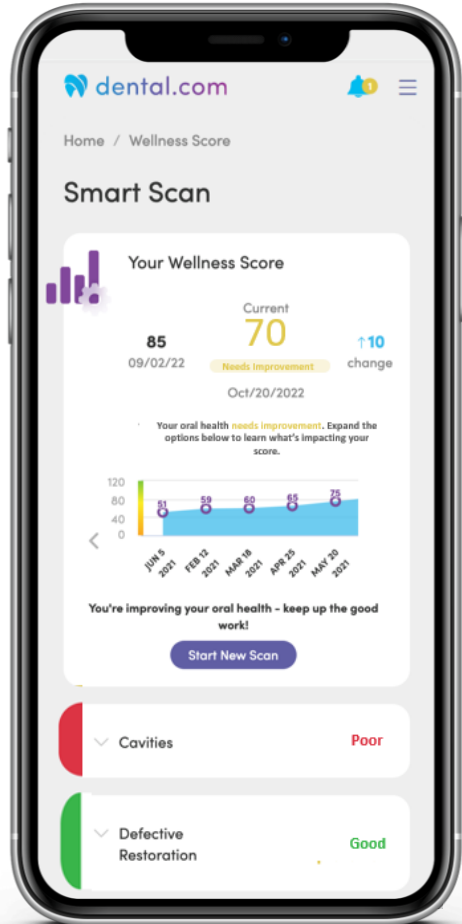 dental.com
1
Home / Wellness Score
Smart Scan
Your Wellness Score
Current
85
70
↑10
09/02/22
Needs Improvement
change
Oct/20/2022
Your oral health needs improvement. Expand the
options below to learn what's impacting your
score.
120
80
40
0
51
59
60
65
75
JUN 5
2021
FEB 12
2021
MAR 18
2021
APR 25
2021
MAY 20
2021
You're improving your oral health - keep up the good
work!
Start New Scan
Cavities
Poor
Defective
Restoration
Good